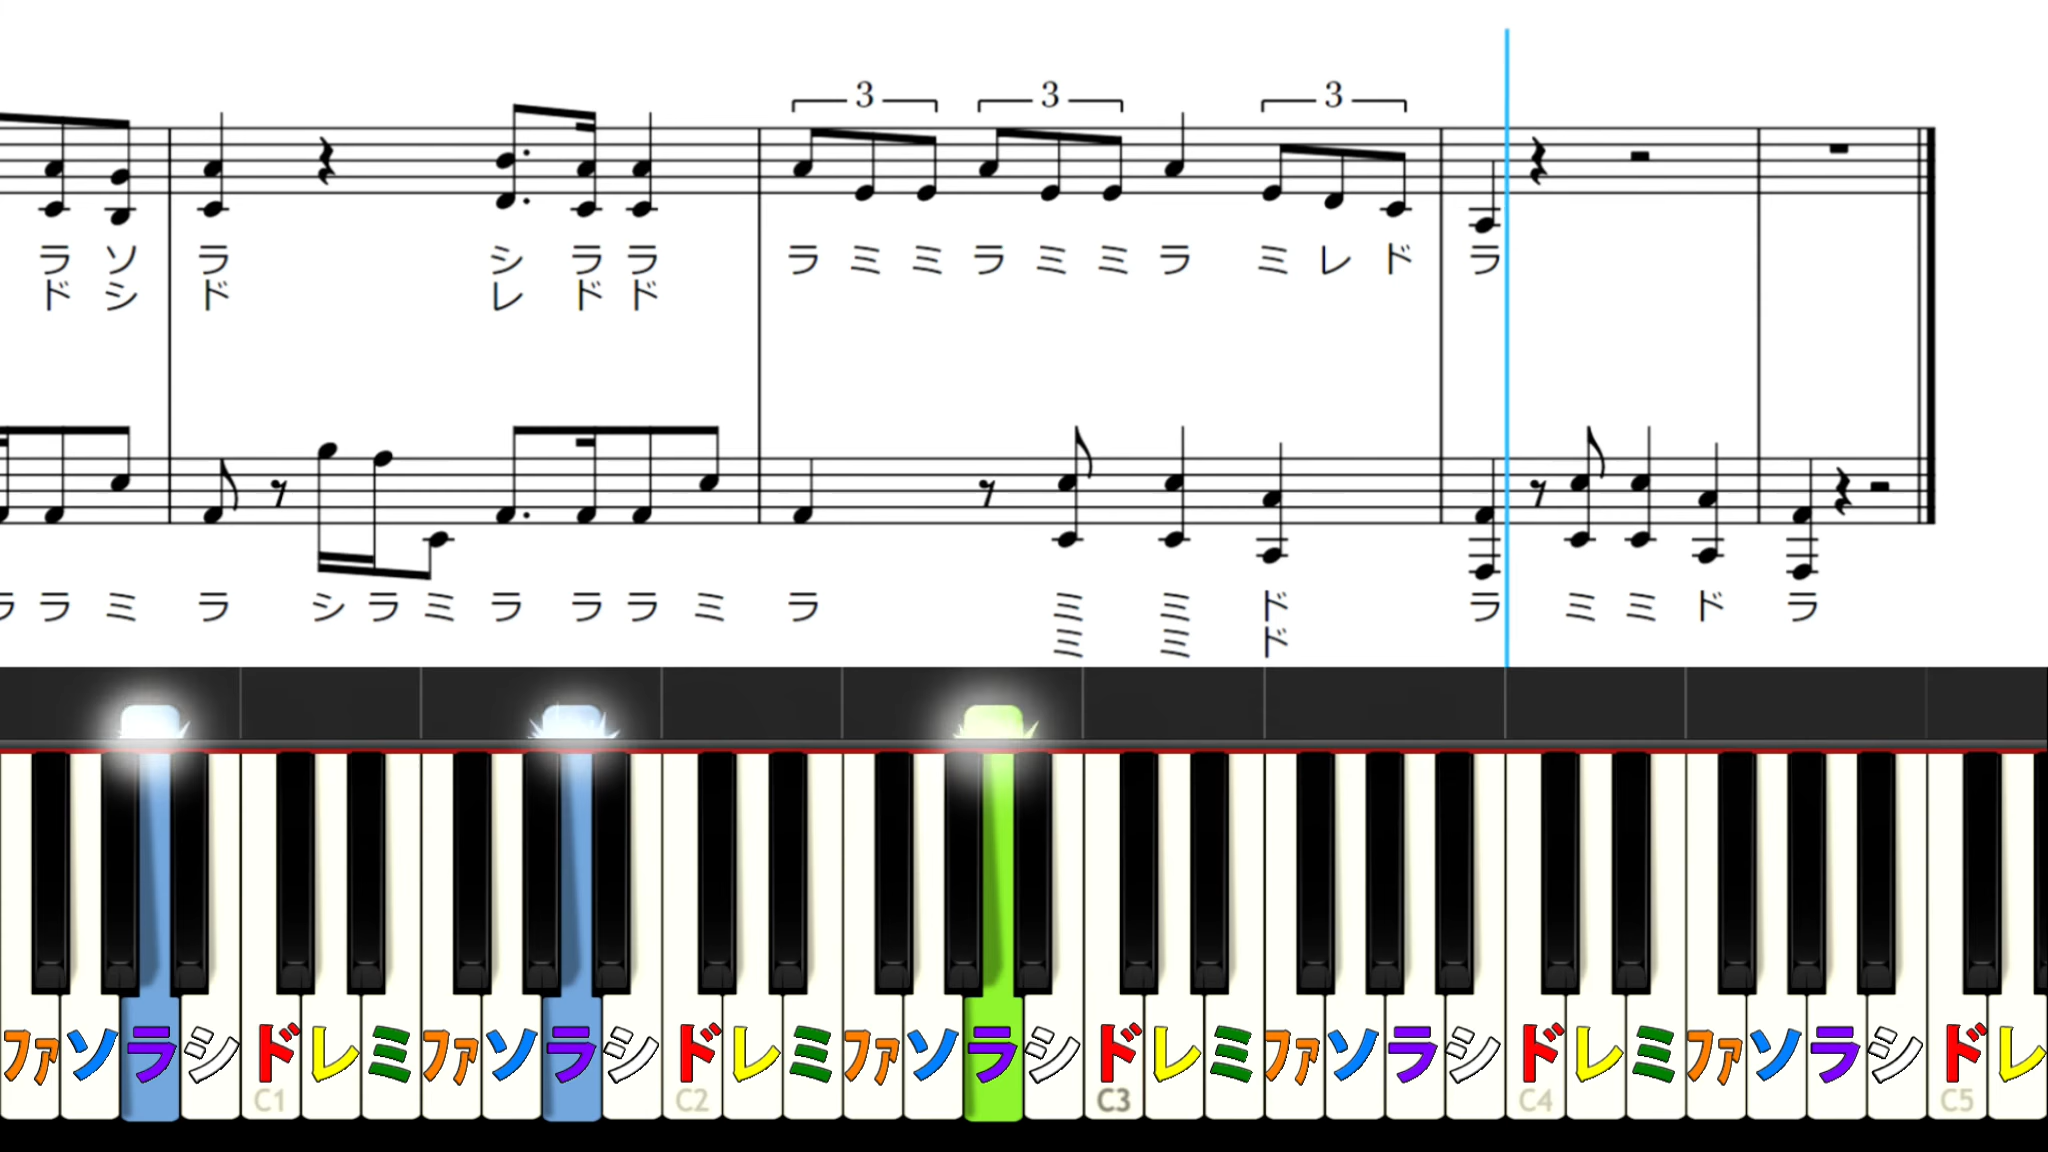 3 3 3
ラ ソ ラ シ ラ ラ ラ ミ ミ ラ ミ ミ ラ ミ レ ド ラ
ド シ ド レ ド ド
ラ ラ ミ ラ シ ラ ミ ラ ラ ラ ミ ラ ミ ミ ド ラ ミ ミ ド ラ
ミ ミ ド
ファ ソ ラ シ ド レ ミ ファ ソ ラ シ ド レ ミ ファ ソ ラ シ ド レ ミ ファ ソ ラ シ ド レ ミ ファ ソ ラ シ ド レ
C1 C2 C3 C4 C5